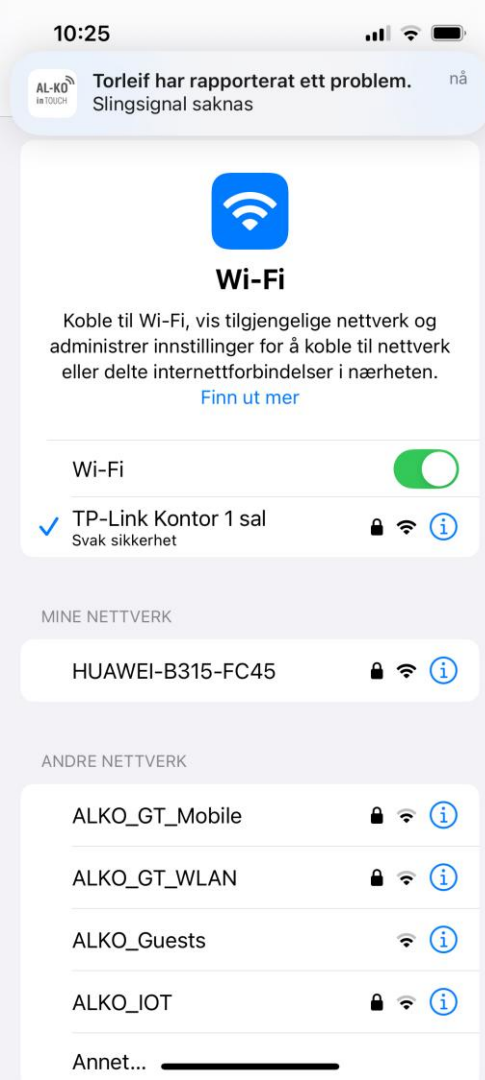 10:25
AL-KO
inTOUCH
Torleif har rapporterat ett problem.
nå
Slingsignal saknas
Wi-Fi
Koble til Wi-Fi, vis tilgjengelige nettverk og
administrer innstillinger for å koble til nettverk
eller delte internettforbindelser i nærheten.
Finn ut mer
Wi-Fi
TP-Link Kontor 1 sal
Svak sikkerhet
MINE NETTVERK
HUAWEI-B315-FC45
ANDRE NETTVERK
ALKO_GT_Mobile
ALKO_GT_WLAN
ALKO_Guests
ALKO_IOT
Annet...